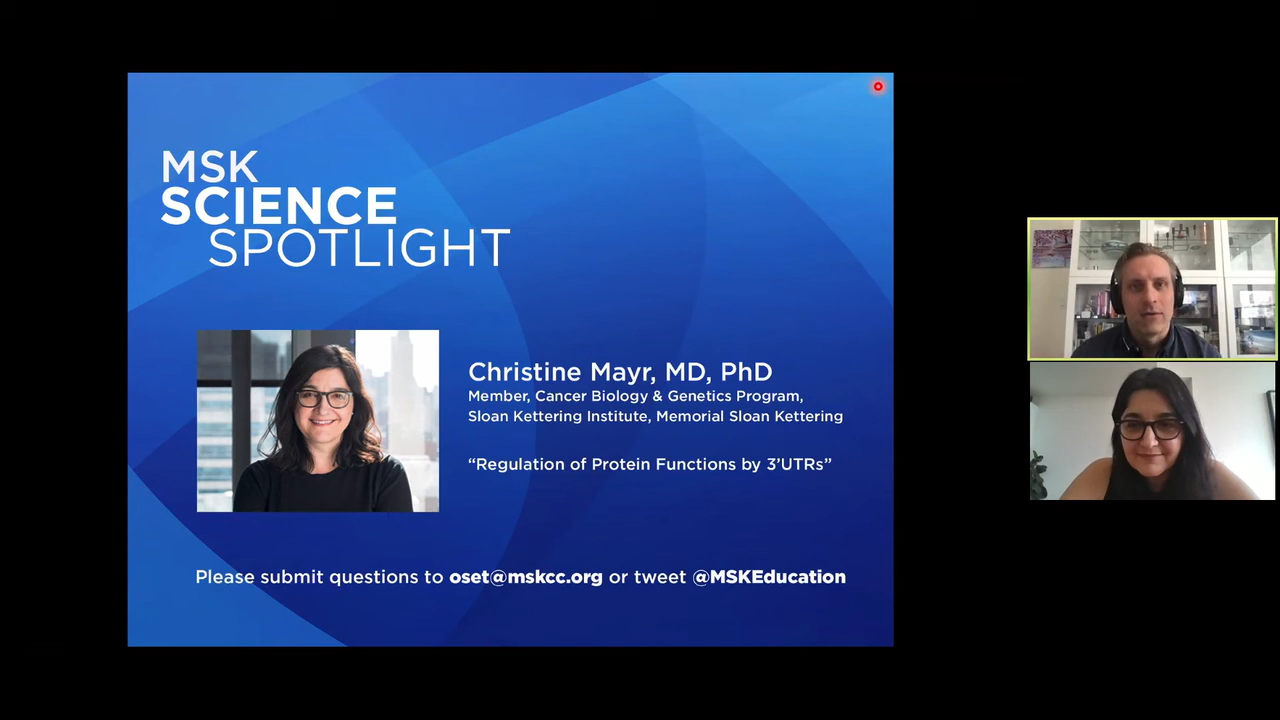 MSK
SCIENCE
SPOTLIGHT
Christine Mayr, MD, PhD
Member, Cancer Biology & Genetics Program,
Sloan Kettering Institute, Memorial Sloan Kettering
“Regulation of Protein Functions by 3’UTRs”
Please submit questions to oset@mskcc.org or tweet @MSKEducation